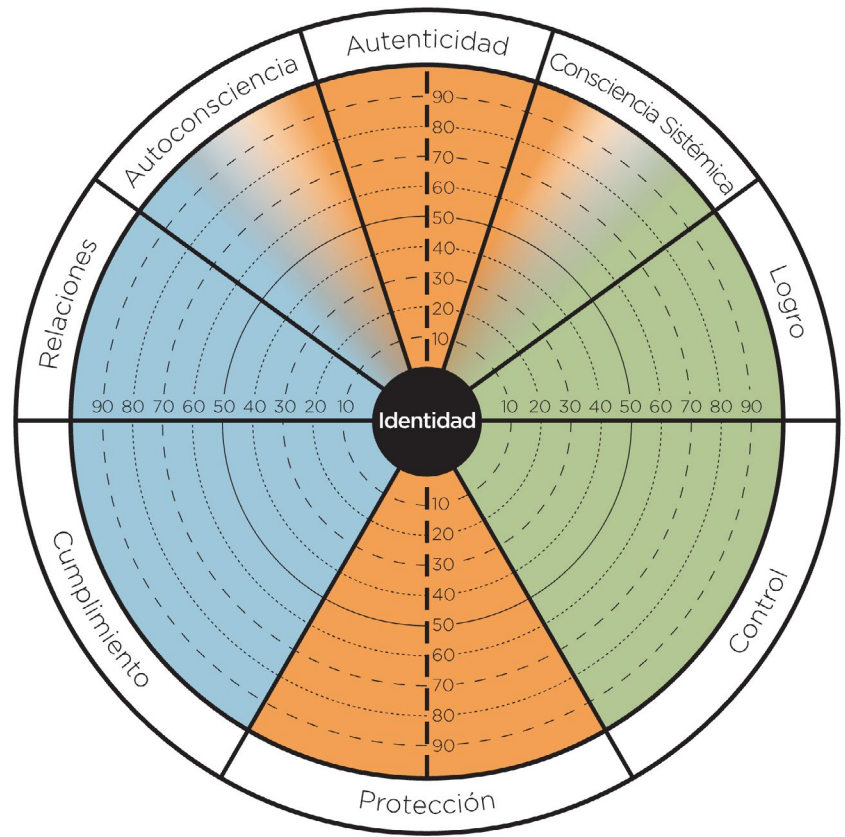 Autenticidad
Autoconsciencia
Consciencia Sistémica
Relaciones
Logro
90
80
70
60
50
40
30
20
10
90 80 70 60 50 40 30 20 10
Identidad
10 20 30 40 50 60 70 80 90
10
20
30
40
50
60
70
80
90
Cumplimiento
Control
Protección